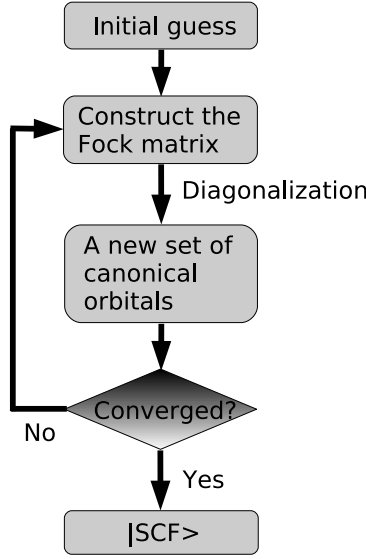 Initial guess
Construct the
Fock matrix
Diagonalization
A new set of
canonical
orbitals
Converged?
No
Yes
|SCF>